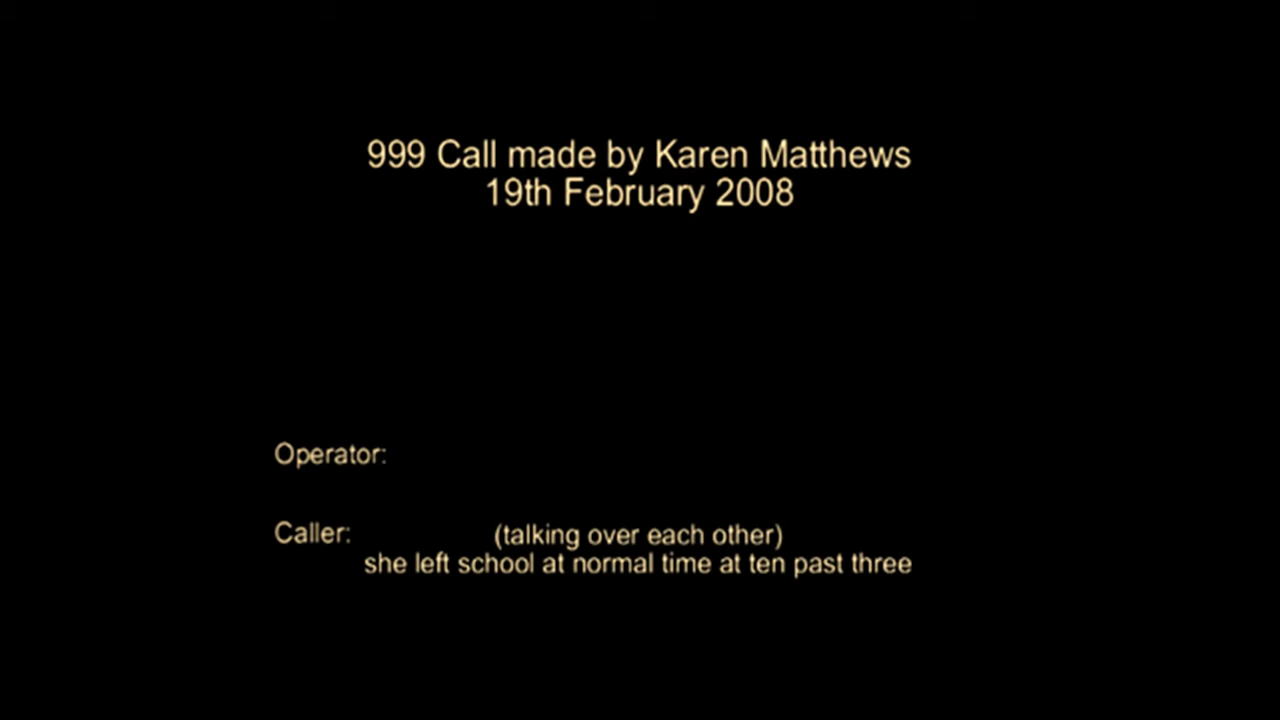 999 Call made by Karen Matthews
19th February 2008
Operator:
Caller: (talking over each other)
she left school at normal time at ten past three